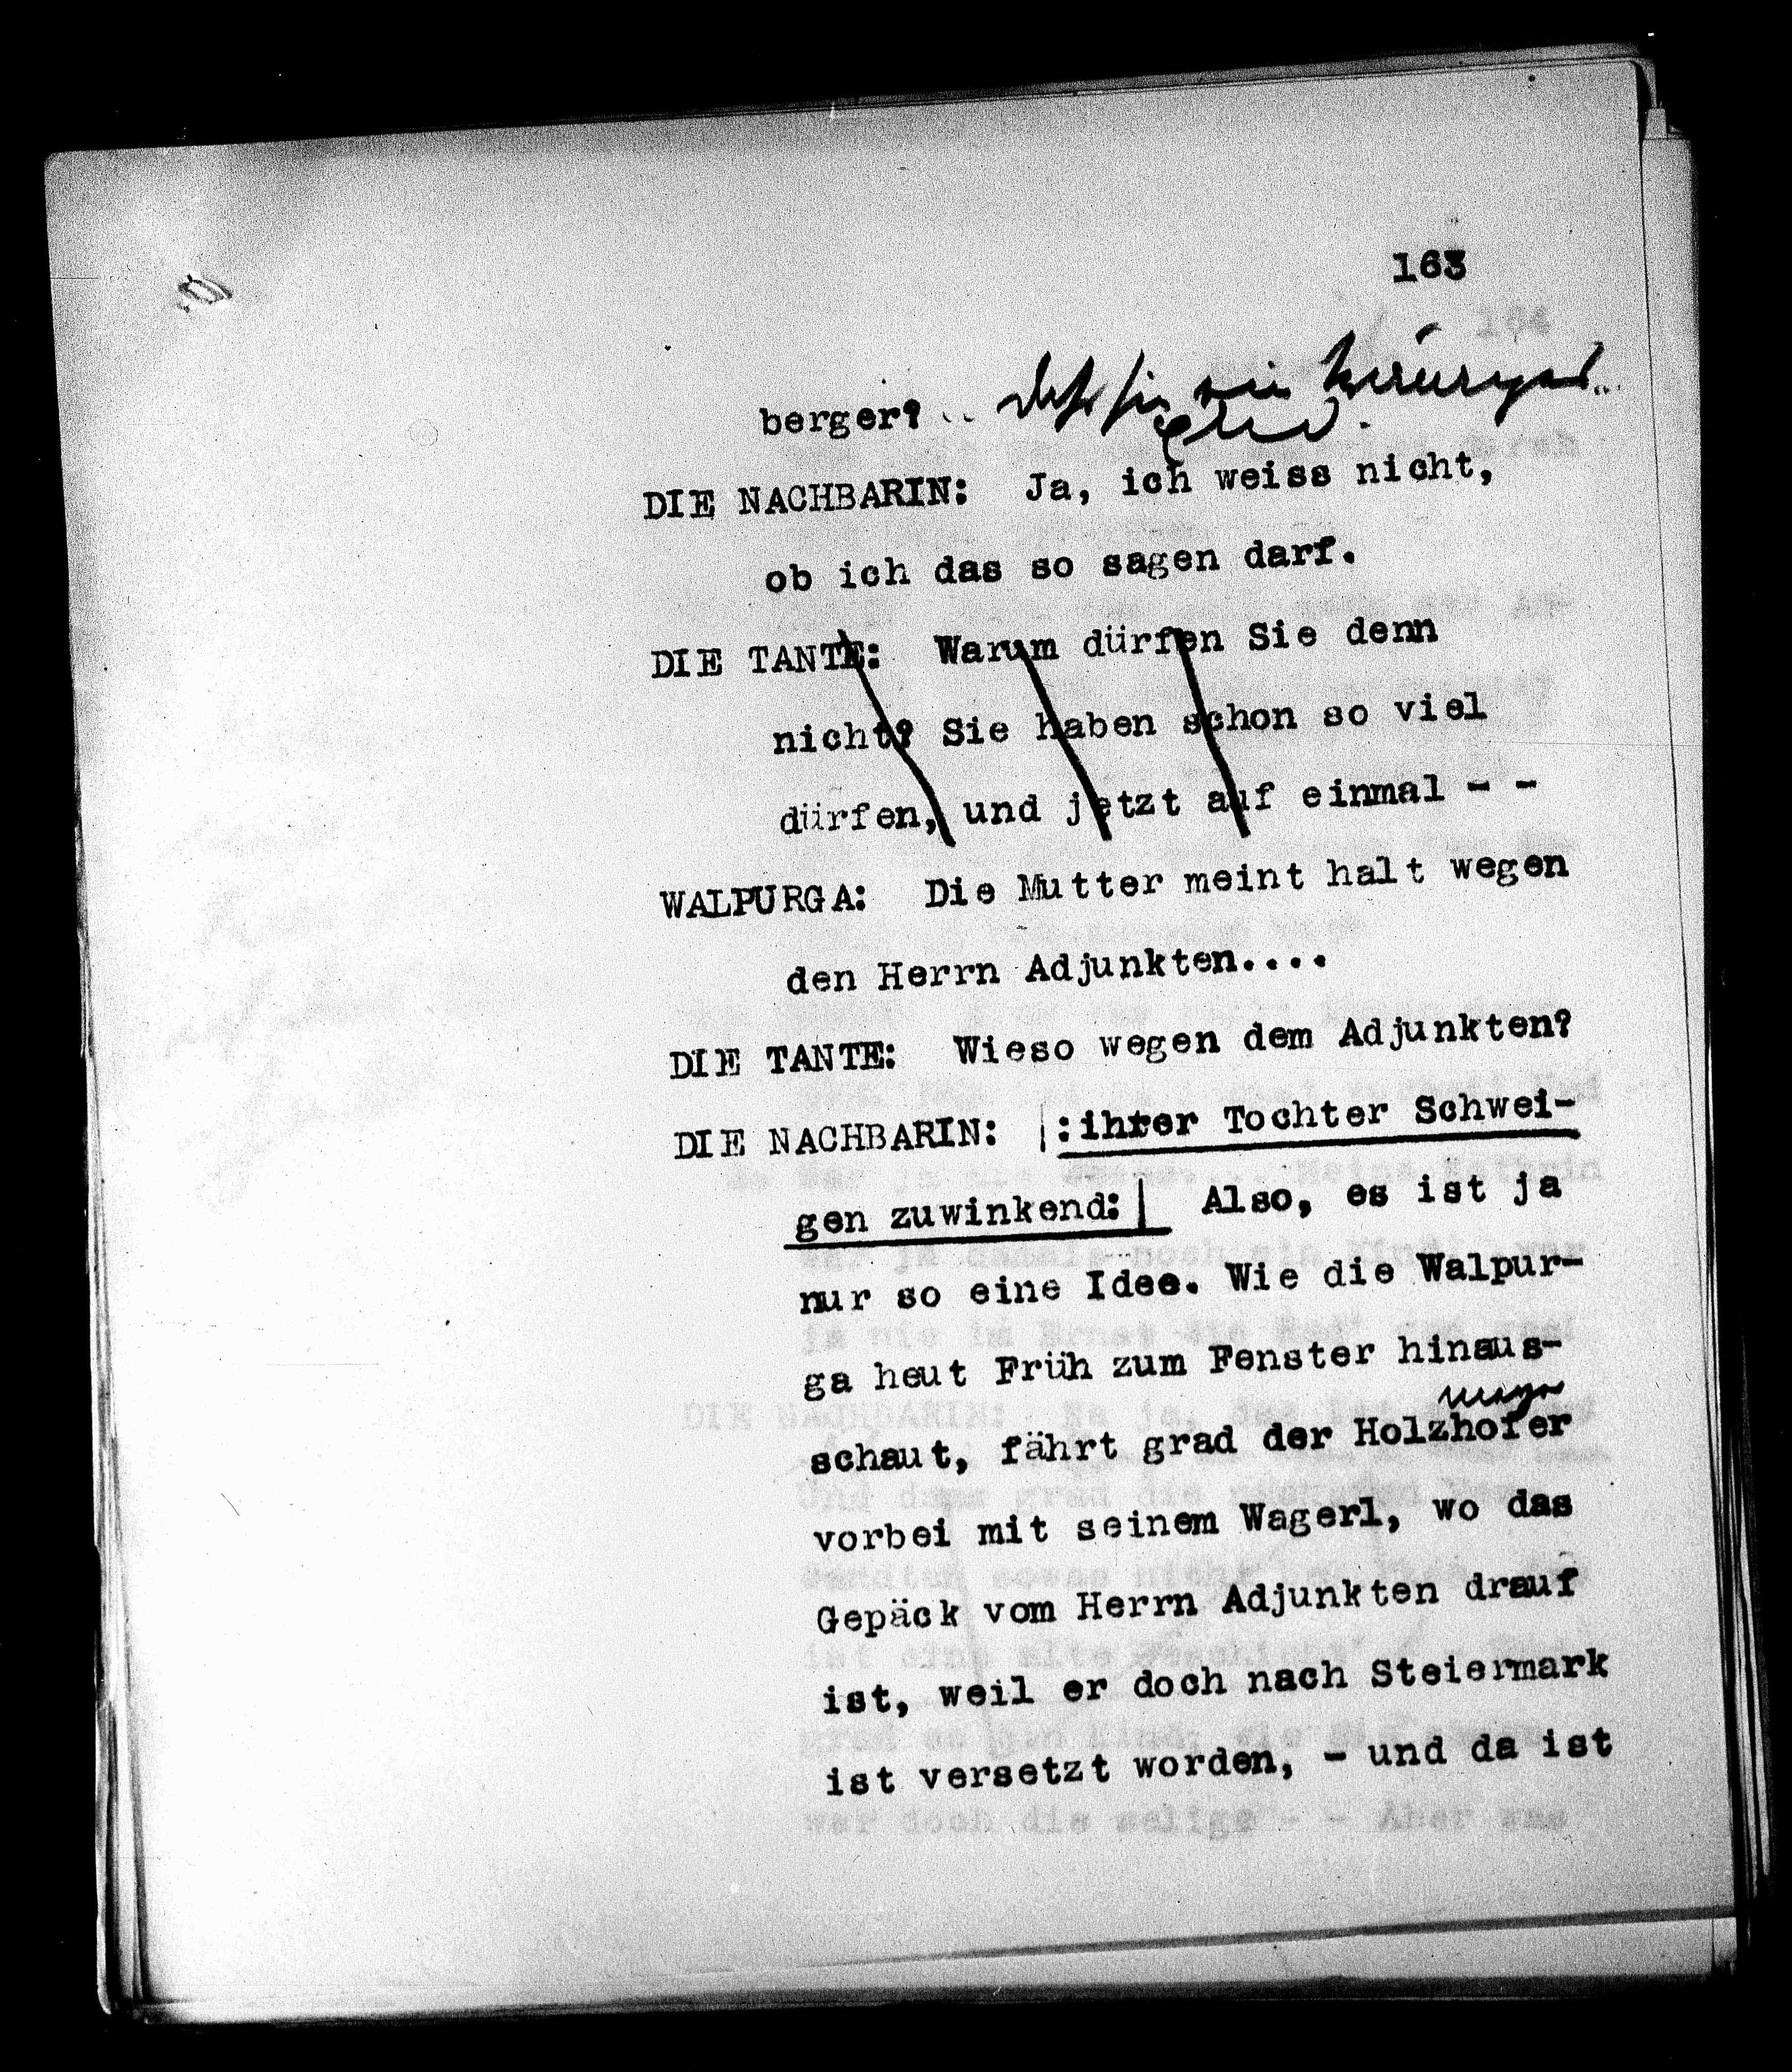 163
berger?
DIE NACHBARIN: Ja, ich weiss nicht,
ob ich das so sagen darf.
DIE TANTE: Warum dürfen Sie denn
nicht? Sie haben schon so viel
dürfen, und jetzt auf einmal - -
WALPURGA: Die Mutter meint halt wegen
den Herrn Adjunkten....
DIE TANTE: Wieso wegen dem Adjunkten?
DIE NACHBARIN: |:ihrer Tochter Schwei-
gen zuwinkend:| Also, es ist ja
nur so eine Idee. Wie die Walpur-
ga heut Früh zum Fenster hinaus-
schaut, fährt grad der Holzhofer
vorbei mit seinem Wagerl, wo das
Gepäck vom Herrn Adjunkten drauf
ist, weil er doch nach Steiermark
ist versetzt worden, - und da ist